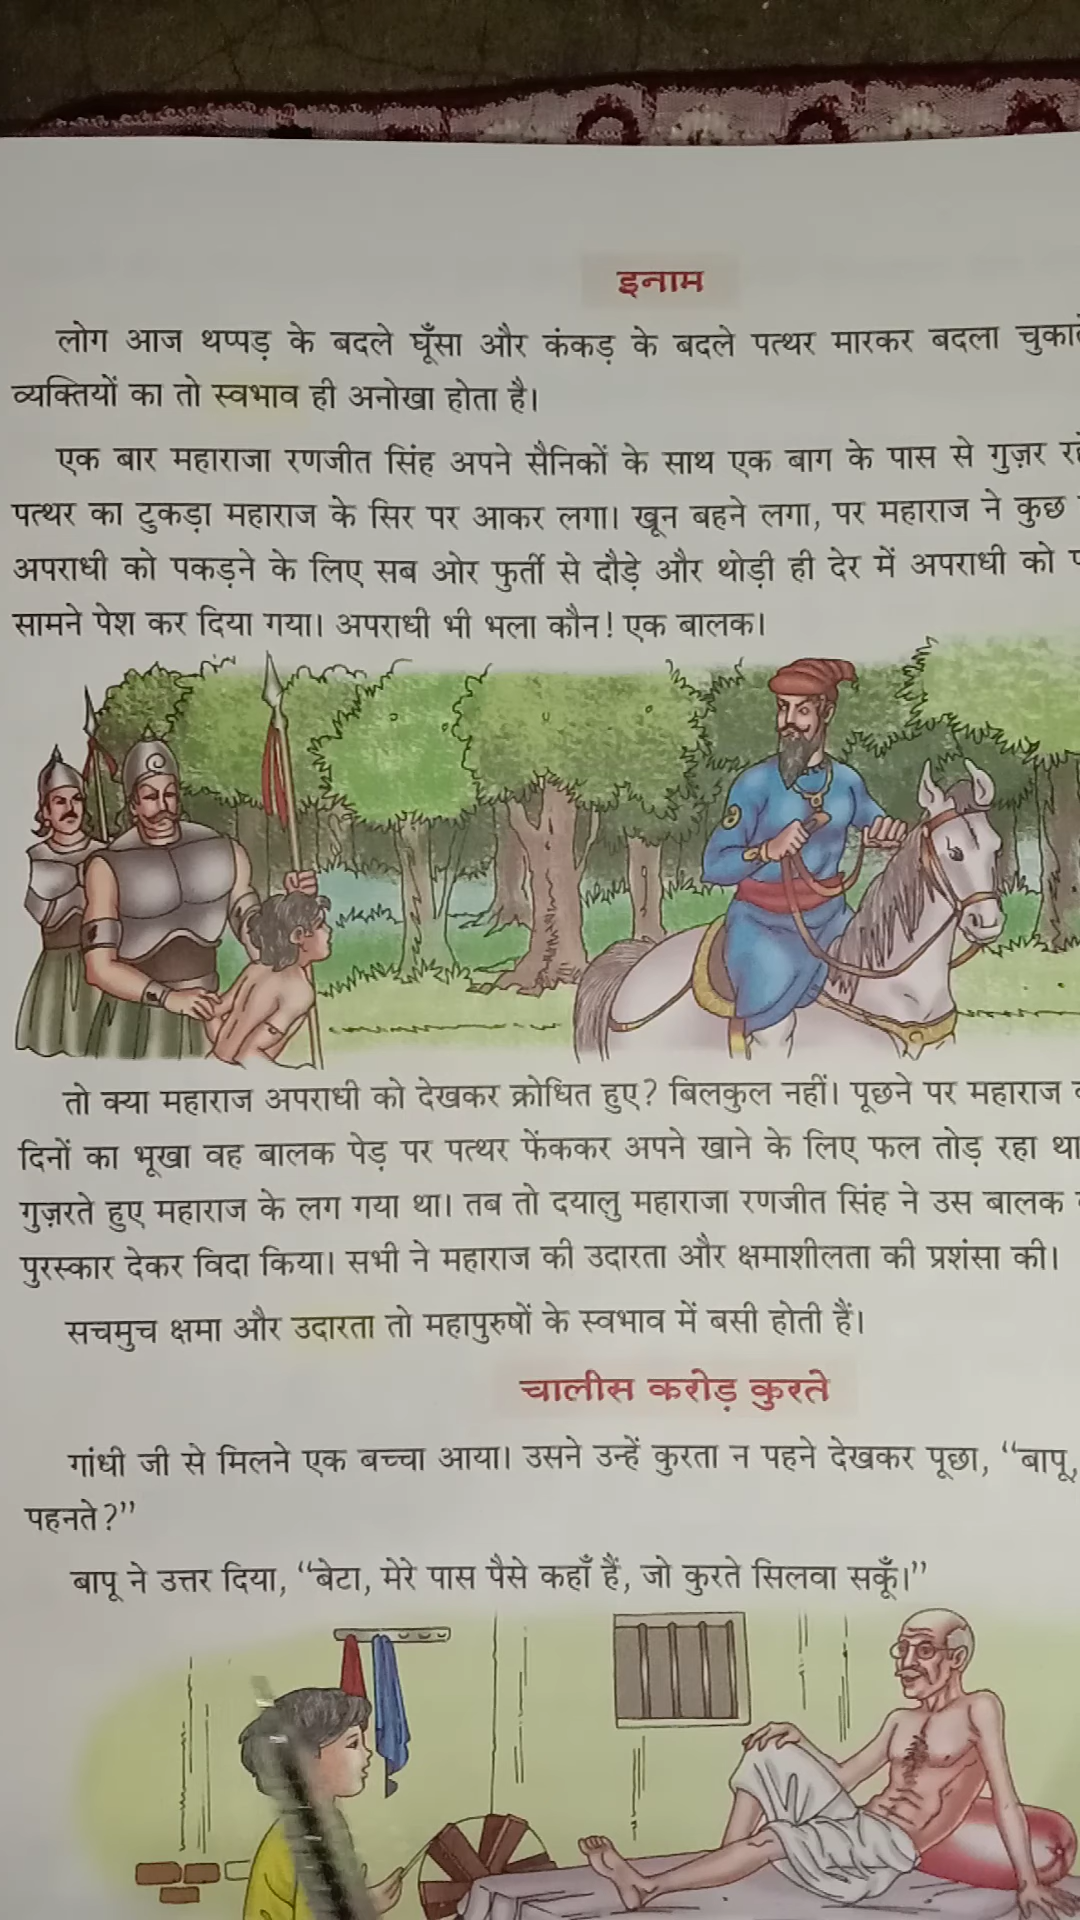 इनाम
लोग आज थप्पड़ के बदले घूँसा और कंकड़ के बदले पत्थर मारकर बदला
व्यक्तियों का तो स्वभाव ही अनोखा होता है।
एक बार महाराजा रणजीत सिंह अपने सैनिकों के साथ एक बाग के पास से गुज़र
पत्थर का टुकड़ा महाराज के सिर पर आकर लगा। खून बहने लगा, पर महाराज ने कुछ
अपराधी को पकड़ने के लिए सब ओर फुर्ती से दौड़े और थोड़ी ही देर में अपराधी को
सामने पेश कर दिया गया। अपराधी भी भला कौन! एक बालक।
तो क्या महाराज अपराधी को देखकर क्रोधित हुए? बिलकुल नहीं। पूछने पर महाराज
दिनों का भूखा वह बालक पेड़ पर पत्थर फेंककर अपने खाने के लिए फल तोड़ रहा था
गुज़रते हुए महाराज के लग गया था। तब तो दयालु महाराजा रणजीत सिंह ने उस बालक
पुरस्कार देकर विदा किया। सभी ने महाराज की उदारता और क्षमाशीलता की प्रशंसा की।
सचमुच क्षमा और उदारता तो महापुरुषों के स्वभाव में बसी होती हैं।
चालीस करोड़ कुरते
गांधी जी से मिलने एक बच्चा आया। उसने उन्हें कुरता न पहने देखकर पूछा, “बापू,
पहनते?”
बापू ने उत्तर दिया, “बेटा, मेरे पास पैसे कहाँ हैं, जो कुरते सिलवा सकूँ।”